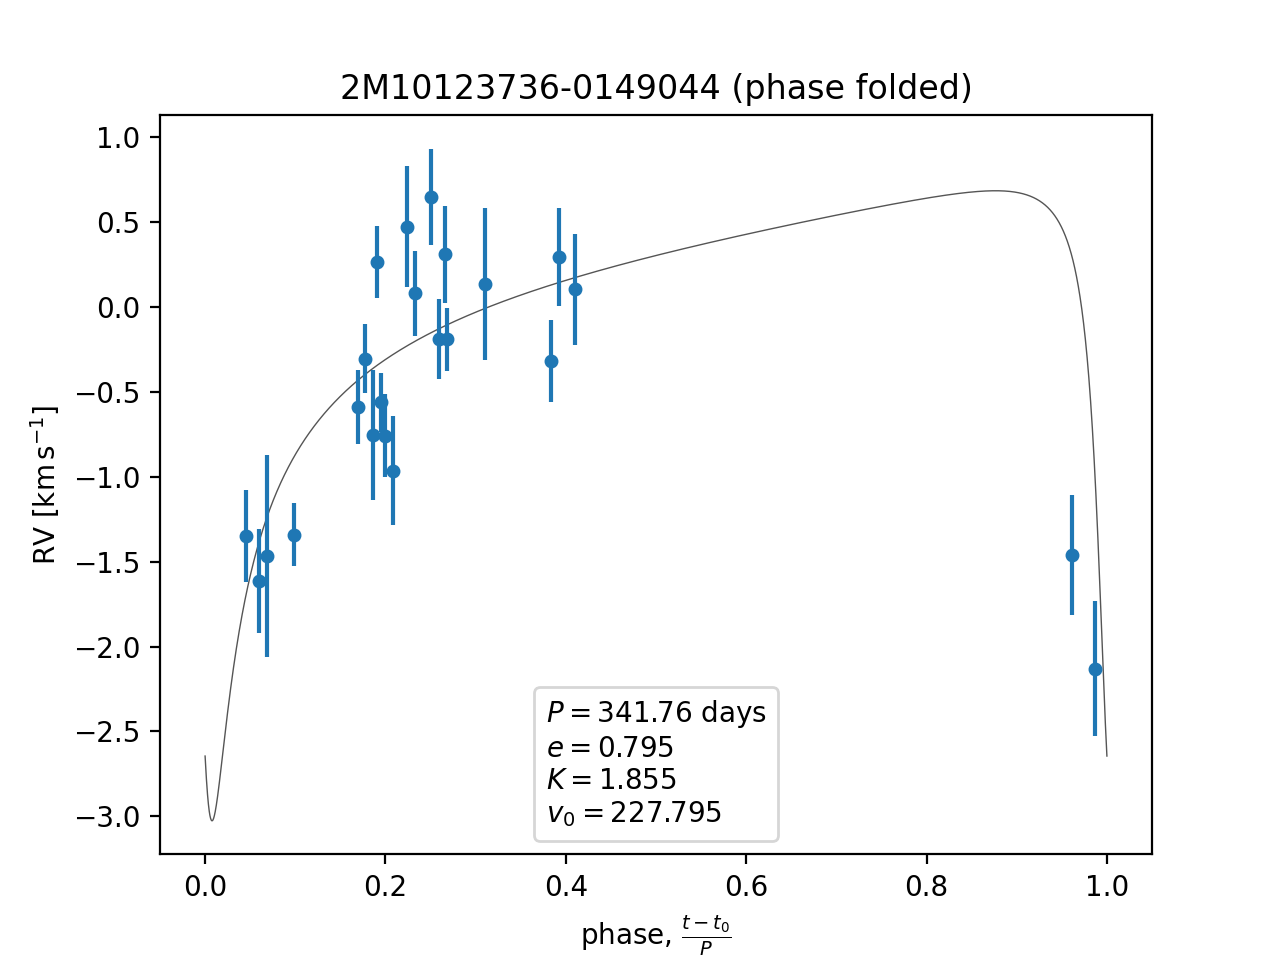 2M10123736-0149044 (phase folded)
1.0
0.5
0.0
−0.5
−1.0
−1.5
−2.0
−2.5
−3.0
RV [km s⁻¹]
P = 341.76 days
e = 0.795
K = 1.855
v₀ = 227.795
0.0 0.2 0.4 0.6 0.8 1.0
phase, (t − t₀)/P